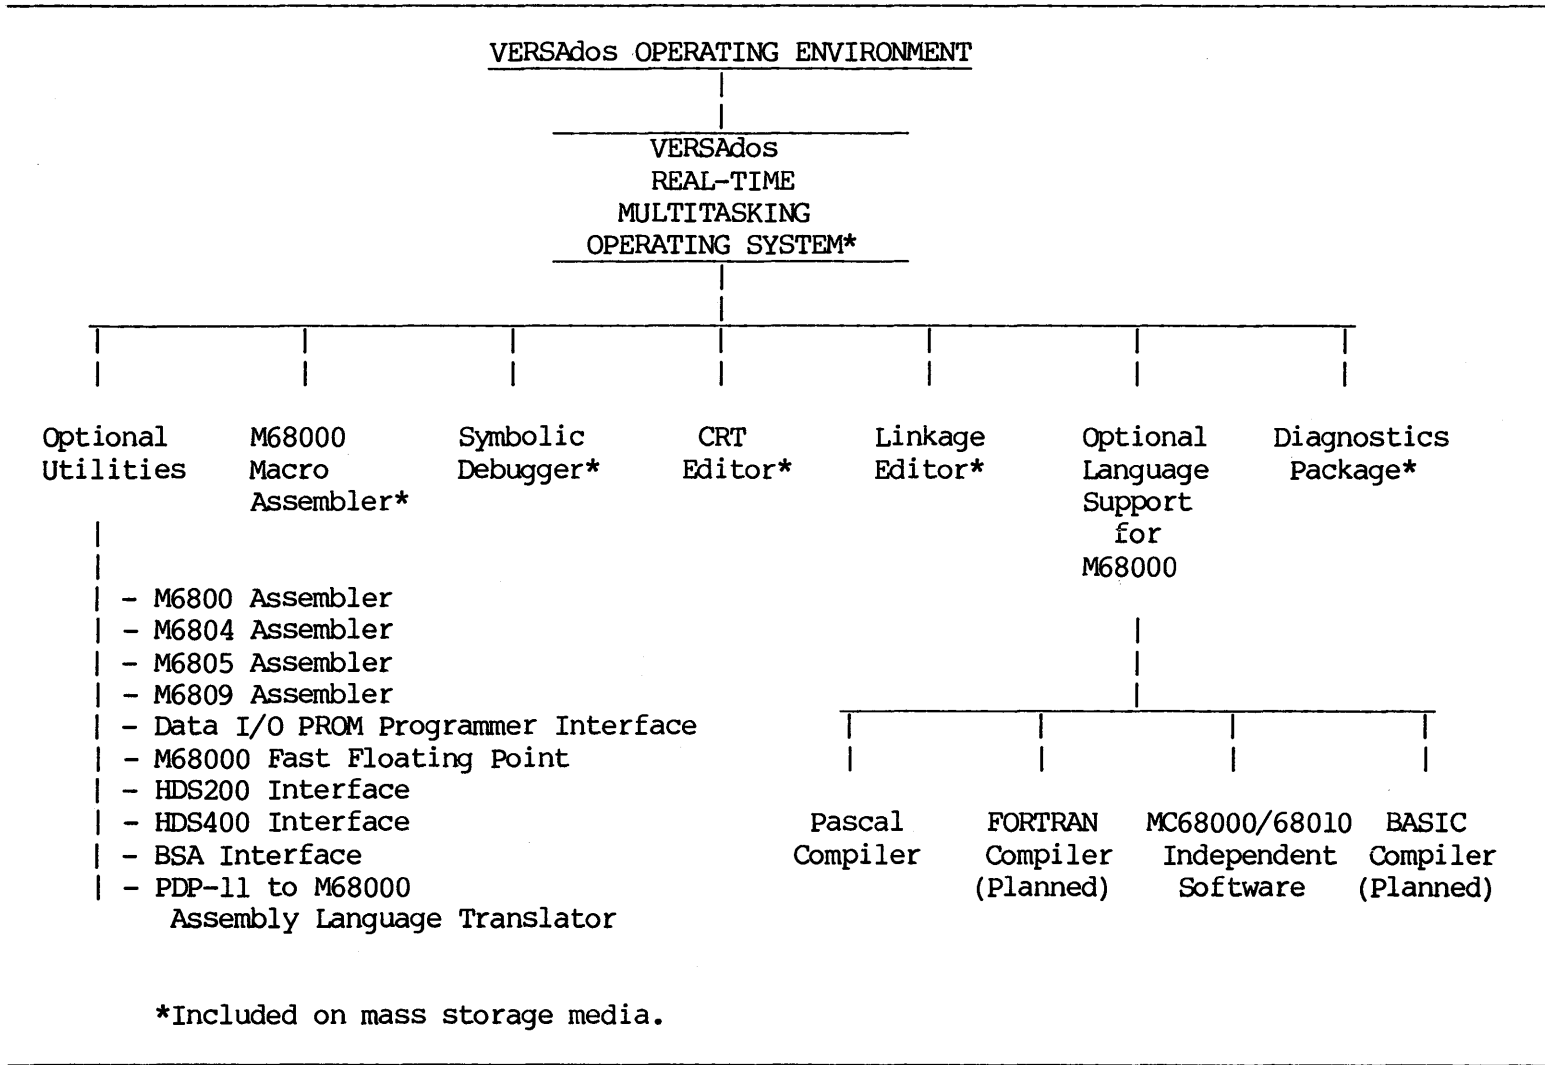 VERSAdos OPERATING ENVIRONMENT
VERSAdos
REAL-TIME
MULTITASKING
OPERATING SYSTEM*
Optional
Utilities
M68000
Macro
Assembler*
Symbolic
Debugger*
CRT
Editor*
Linkage
Editor*
Optional
Language
Support
for
M68000
Diagnostics
Package*
- M6800 Assembler
- M6804 Assembler
- M6805 Assembler
- M6809 Assembler
- Data I/O PROM Programmer Interface
- M68000 Fast Floating Point
- HDS200 Interface
- HDS400 Interface
- BSA Interface
- PDP-11 to M68000
Assembly Language Translator
Pascal
Compiler
FORTRAN
Compiler
(Planned)
MC68000/68010
Independent
Software
BASIC
Compiler
(Planned)
*Included on mass storage media.